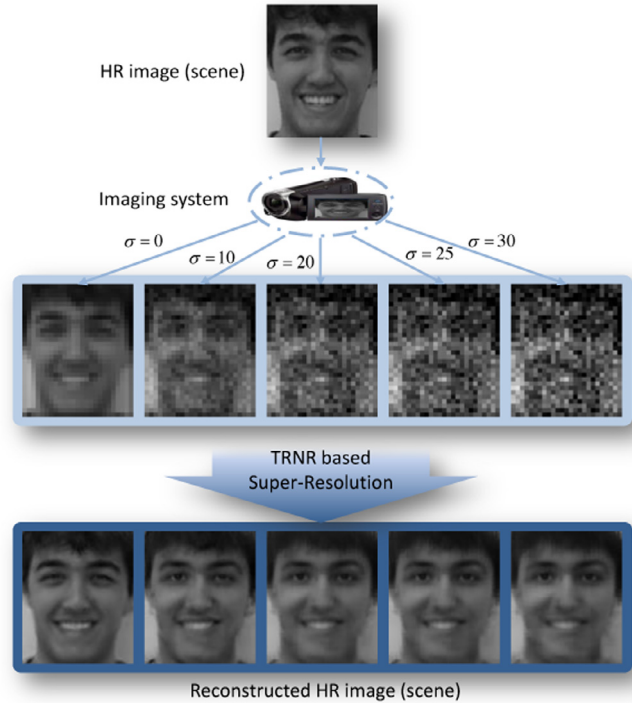 HR image (scene)
Imaging system
σ = 0
σ = 10
σ = 20
σ = 25
σ = 30
TRNR based
Super-Resolution
Reconstructed HR image (scene)